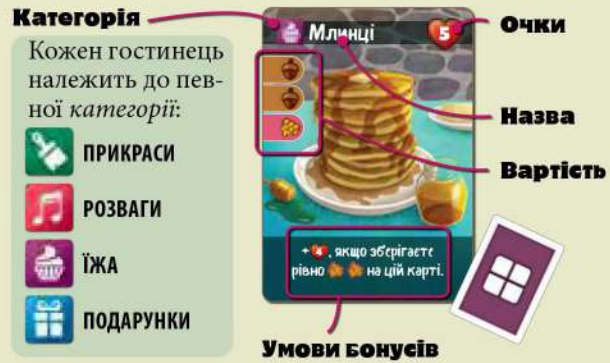 Категорія
Кожен гостинець
належить до пев-
ної категорії:
ПРИКРАСИ
РОЗВАГИ
ЇЖА
ПОДАРУНКИ
Млинці
5
+ 4, якщо зберігаєте
рівно на цій карті.
Очки
Назва
Вартість
Умови бонусів